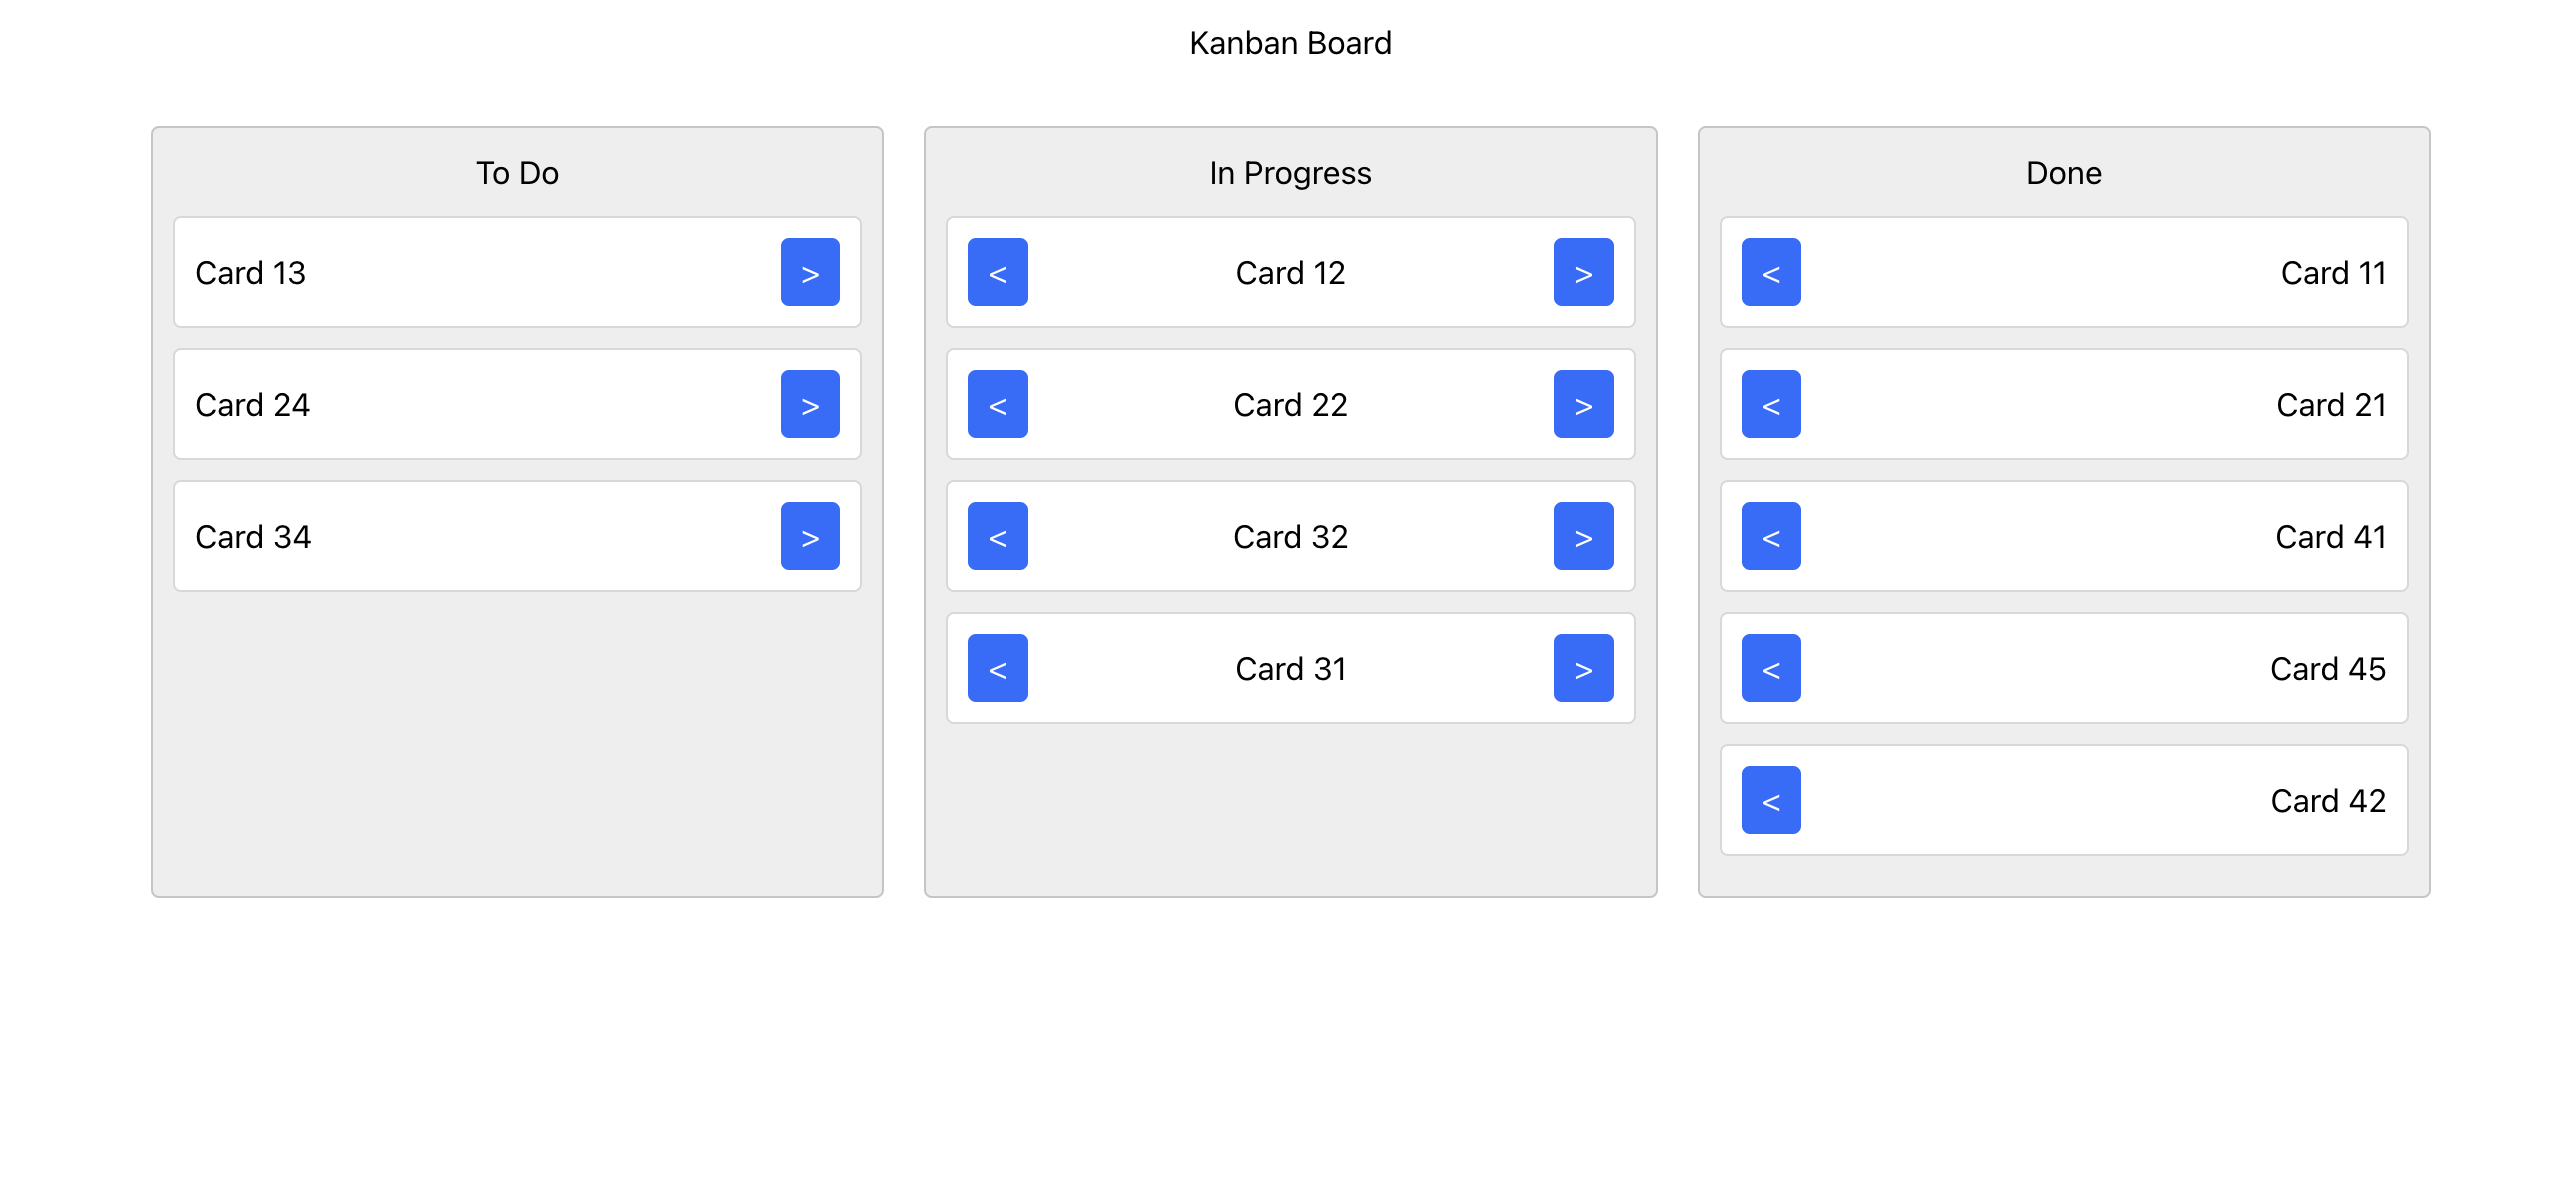 Kanban Board
To Do
Card 13 >
Card 24 >
Card 34 >
In Progress
< Card 12 >
< Card 22 >
< Card 32 >
< Card 31 >
Done
< Card 11
< Card 21
< Card 41
< Card 45
< Card 42